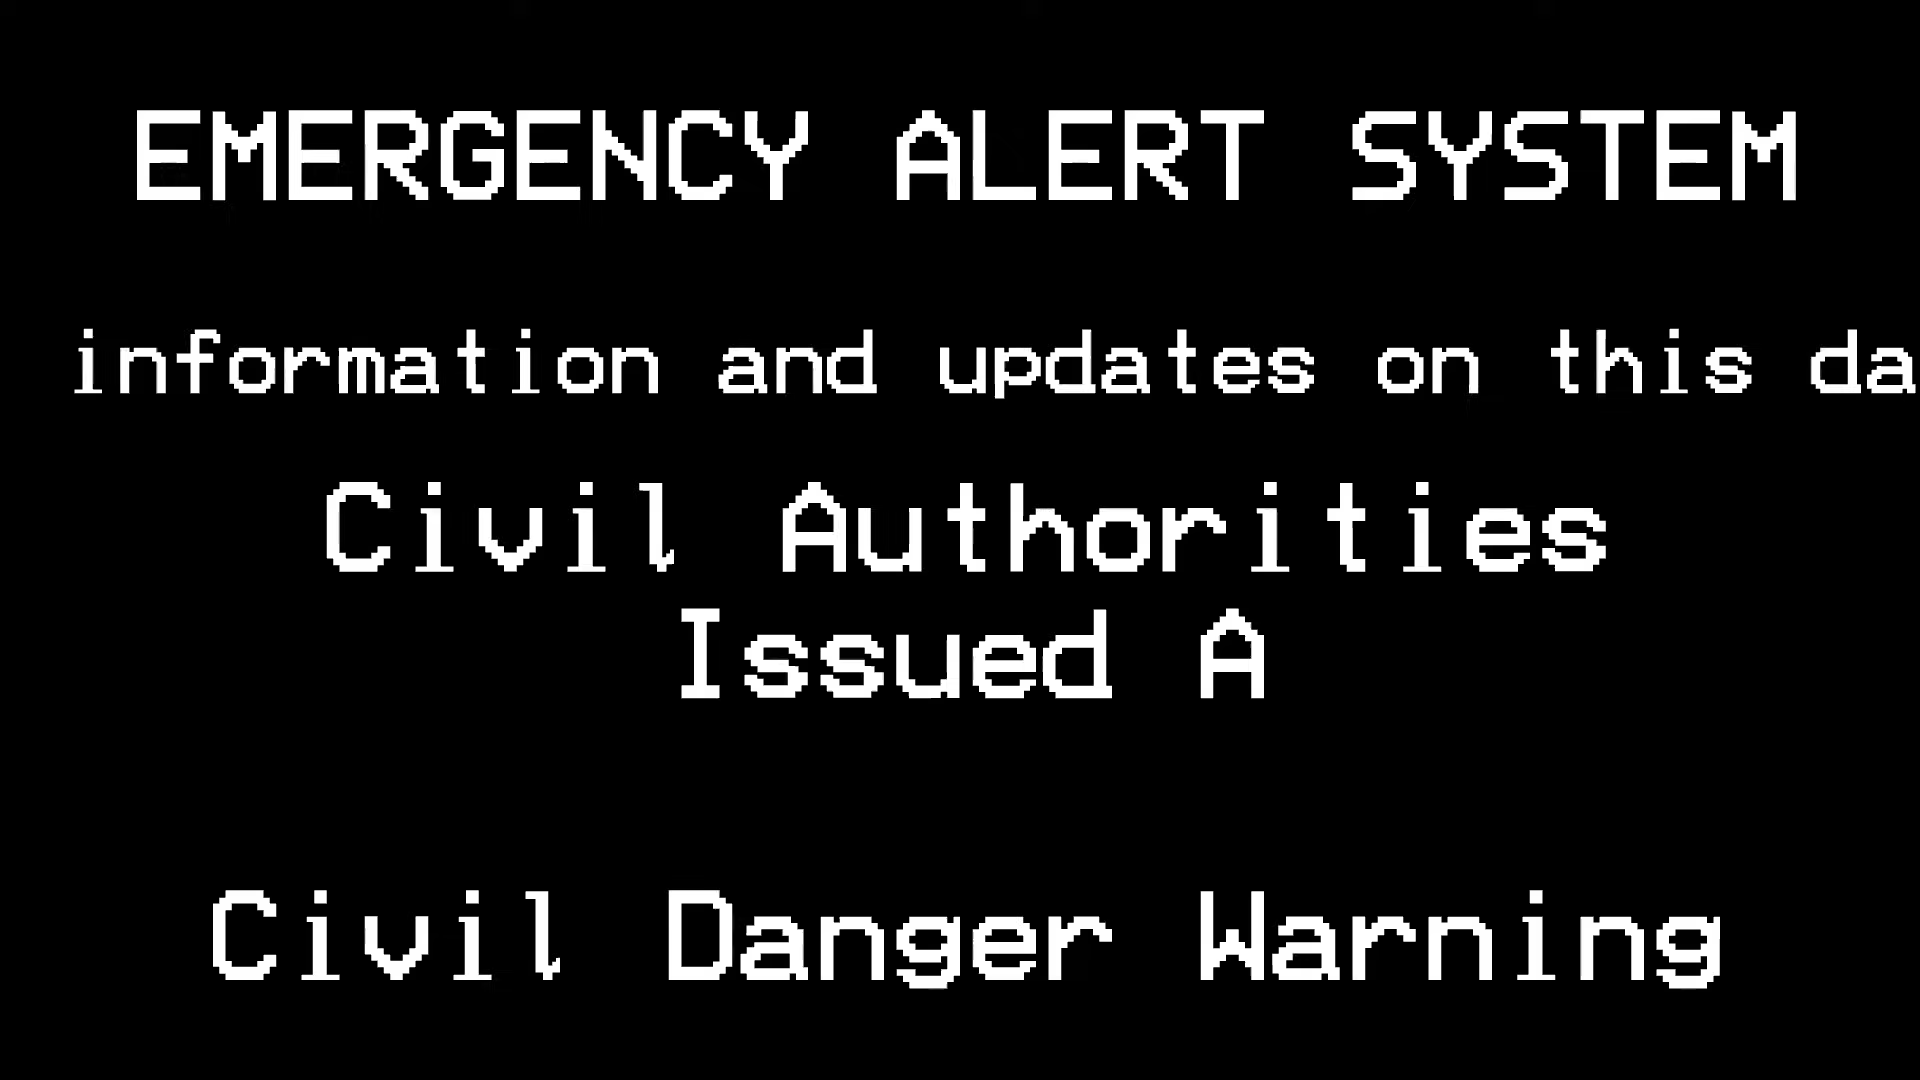 EMERGENCY ALERT SYSTEM
information and updates on this da
Civil Authorities
Issued A
Civil Danger Warning